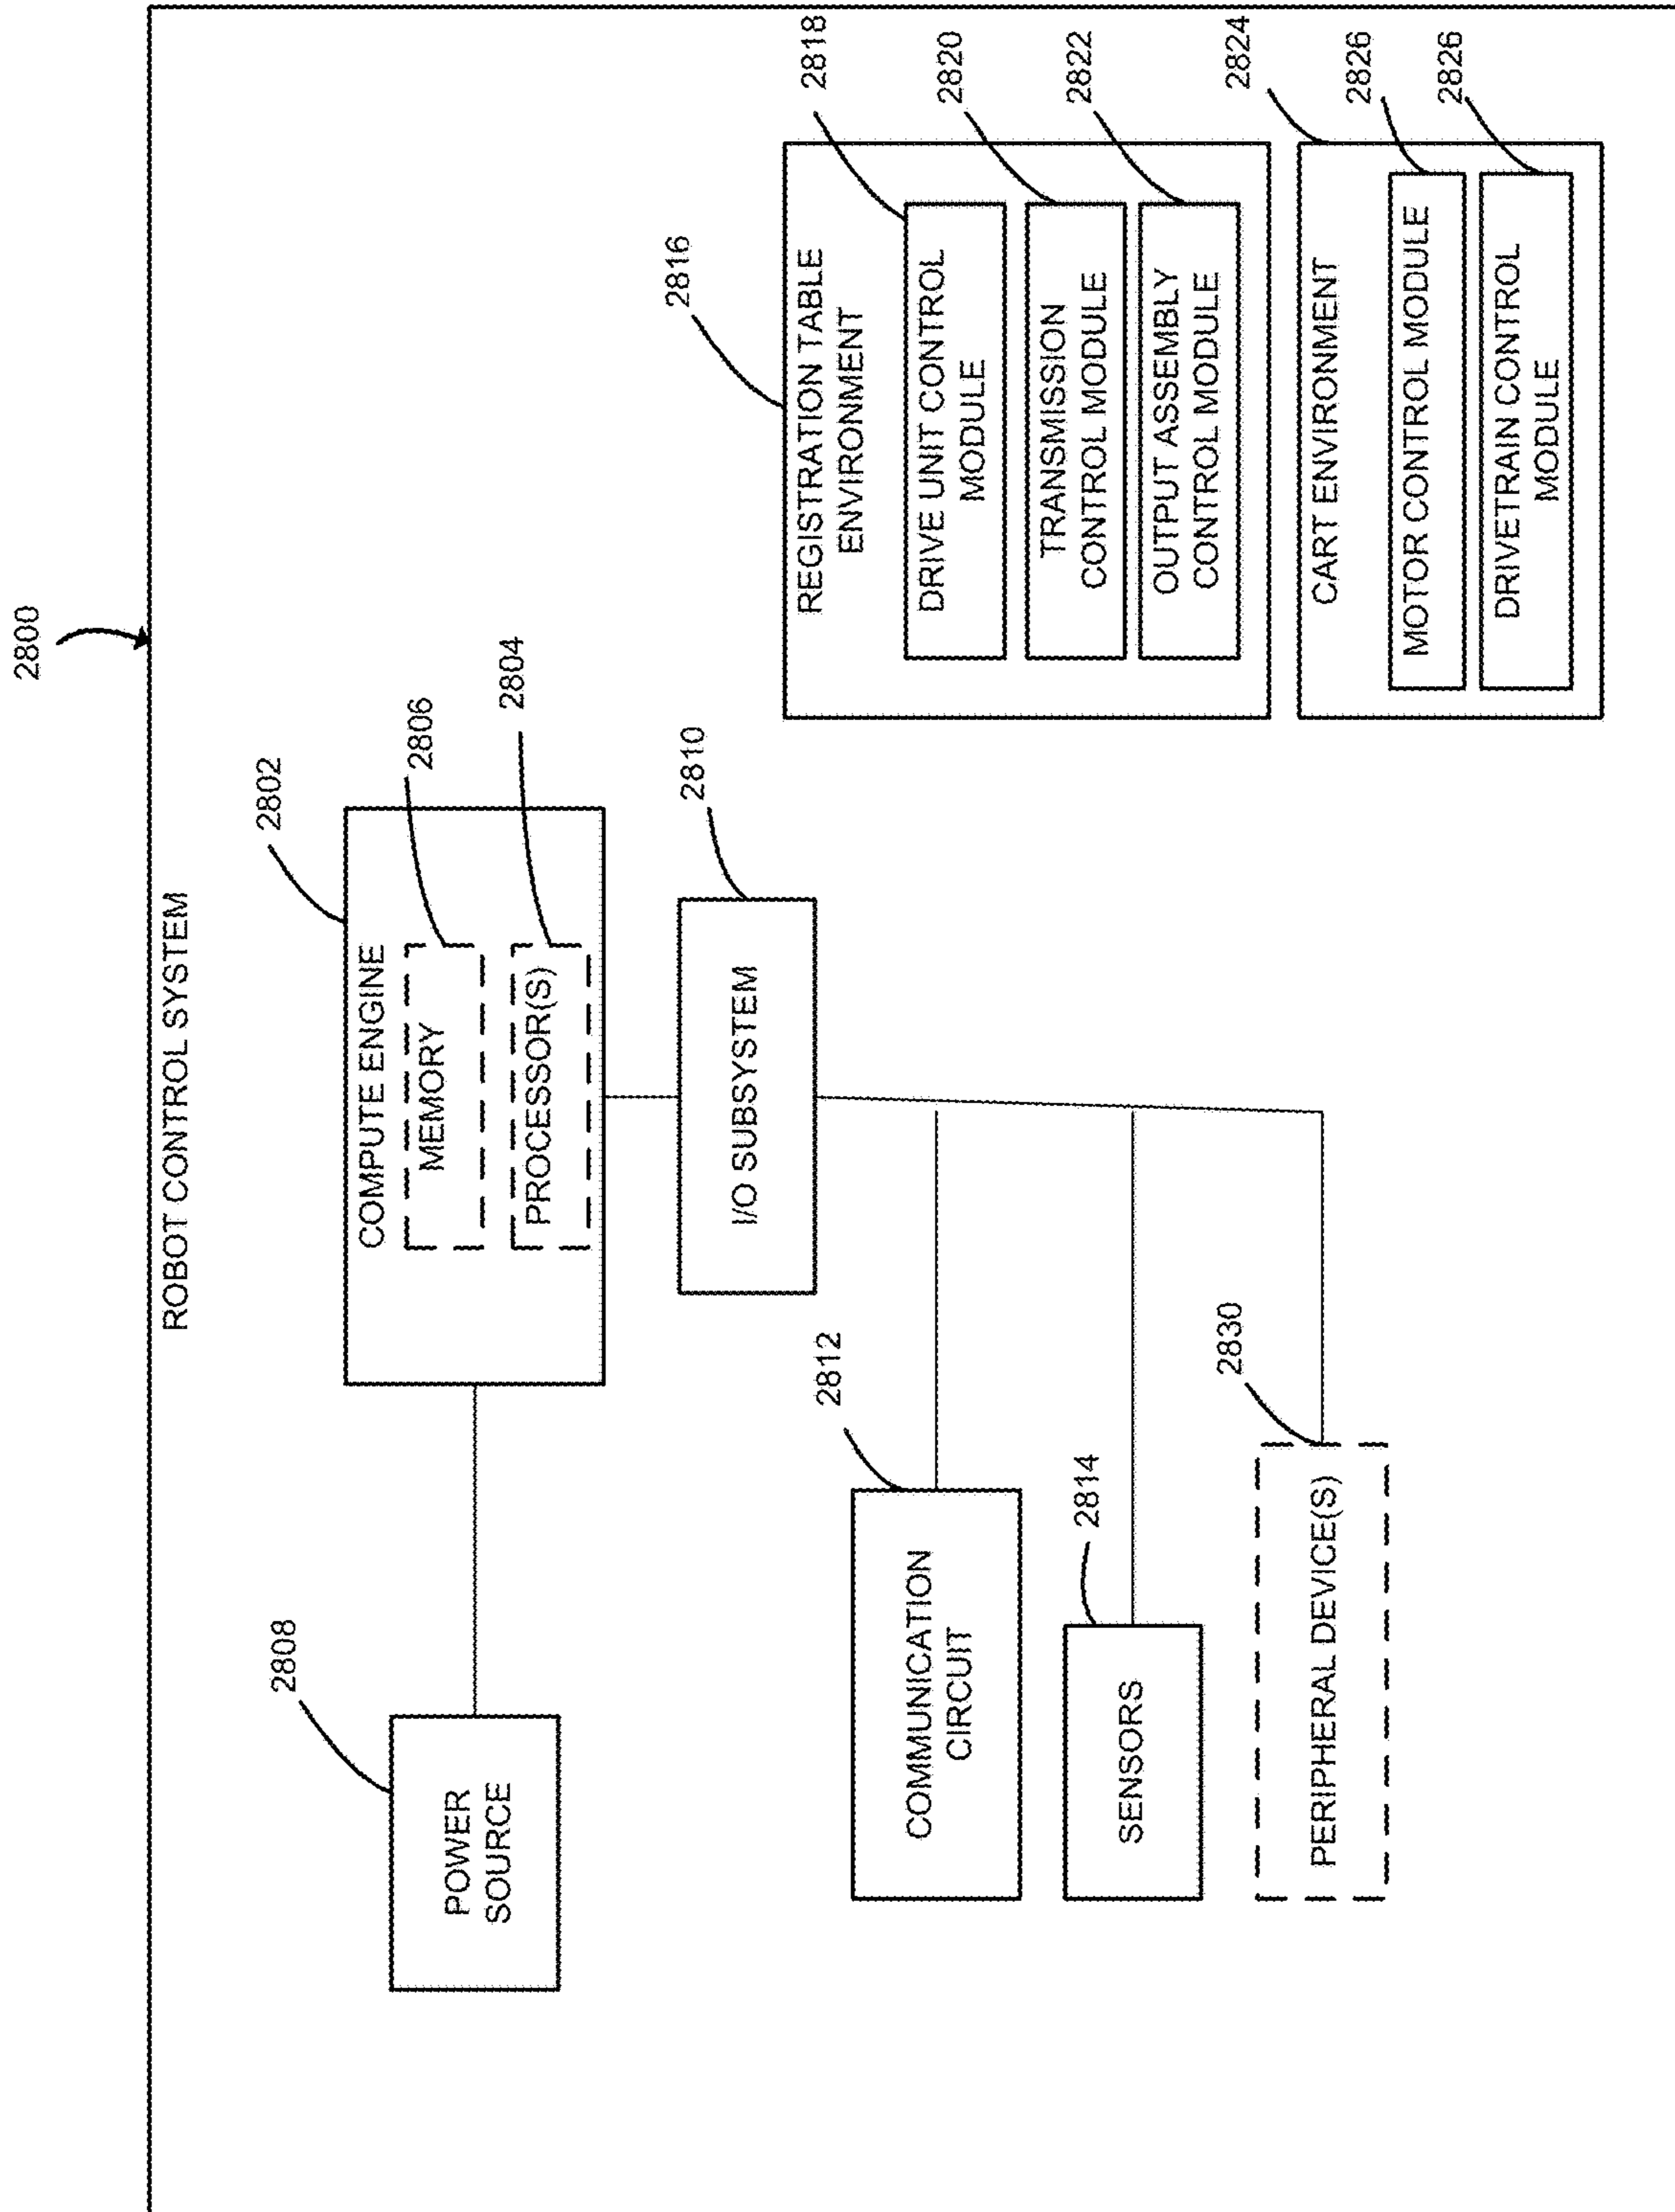 2800
ROBOT CONTROL SYSTEM
2808
POWER
SOURCE
2802
COMPUTE ENGINE
2806
MEMORY
2804
PROCESSOR(S)
2810
I/O SUBSYSTEM
2812
COMMUNICATION
CIRCUIT
2814
SENSORS
2830
PERIPHERAL DEVICE(S)
2816
REGISTRATION TABLE
ENVIRONMENT
2818
DRIVE UNIT CONTROL
MODULE
2820
TRANSMISSION
CONTROL MODULE
2822
OUTPUT ASSEMBLY
CONTROL MODULE
2824
CART ENVIRONMENT
2826
MOTOR CONTROL MODULE
2826
DRIVETRAIN CONTROL
MODULE